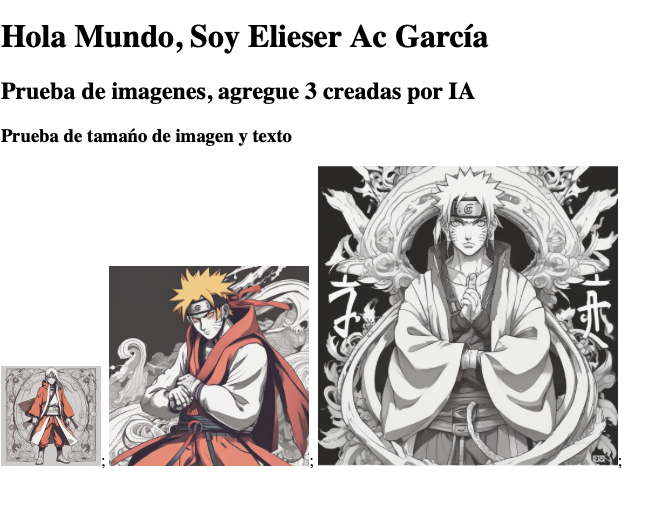 Hola Mundo, Soy Elieser Ac García
Prueba de imagenes, agregue 3 creadas por IA
Prueba de tamańo de imagen y texto
; ; ;